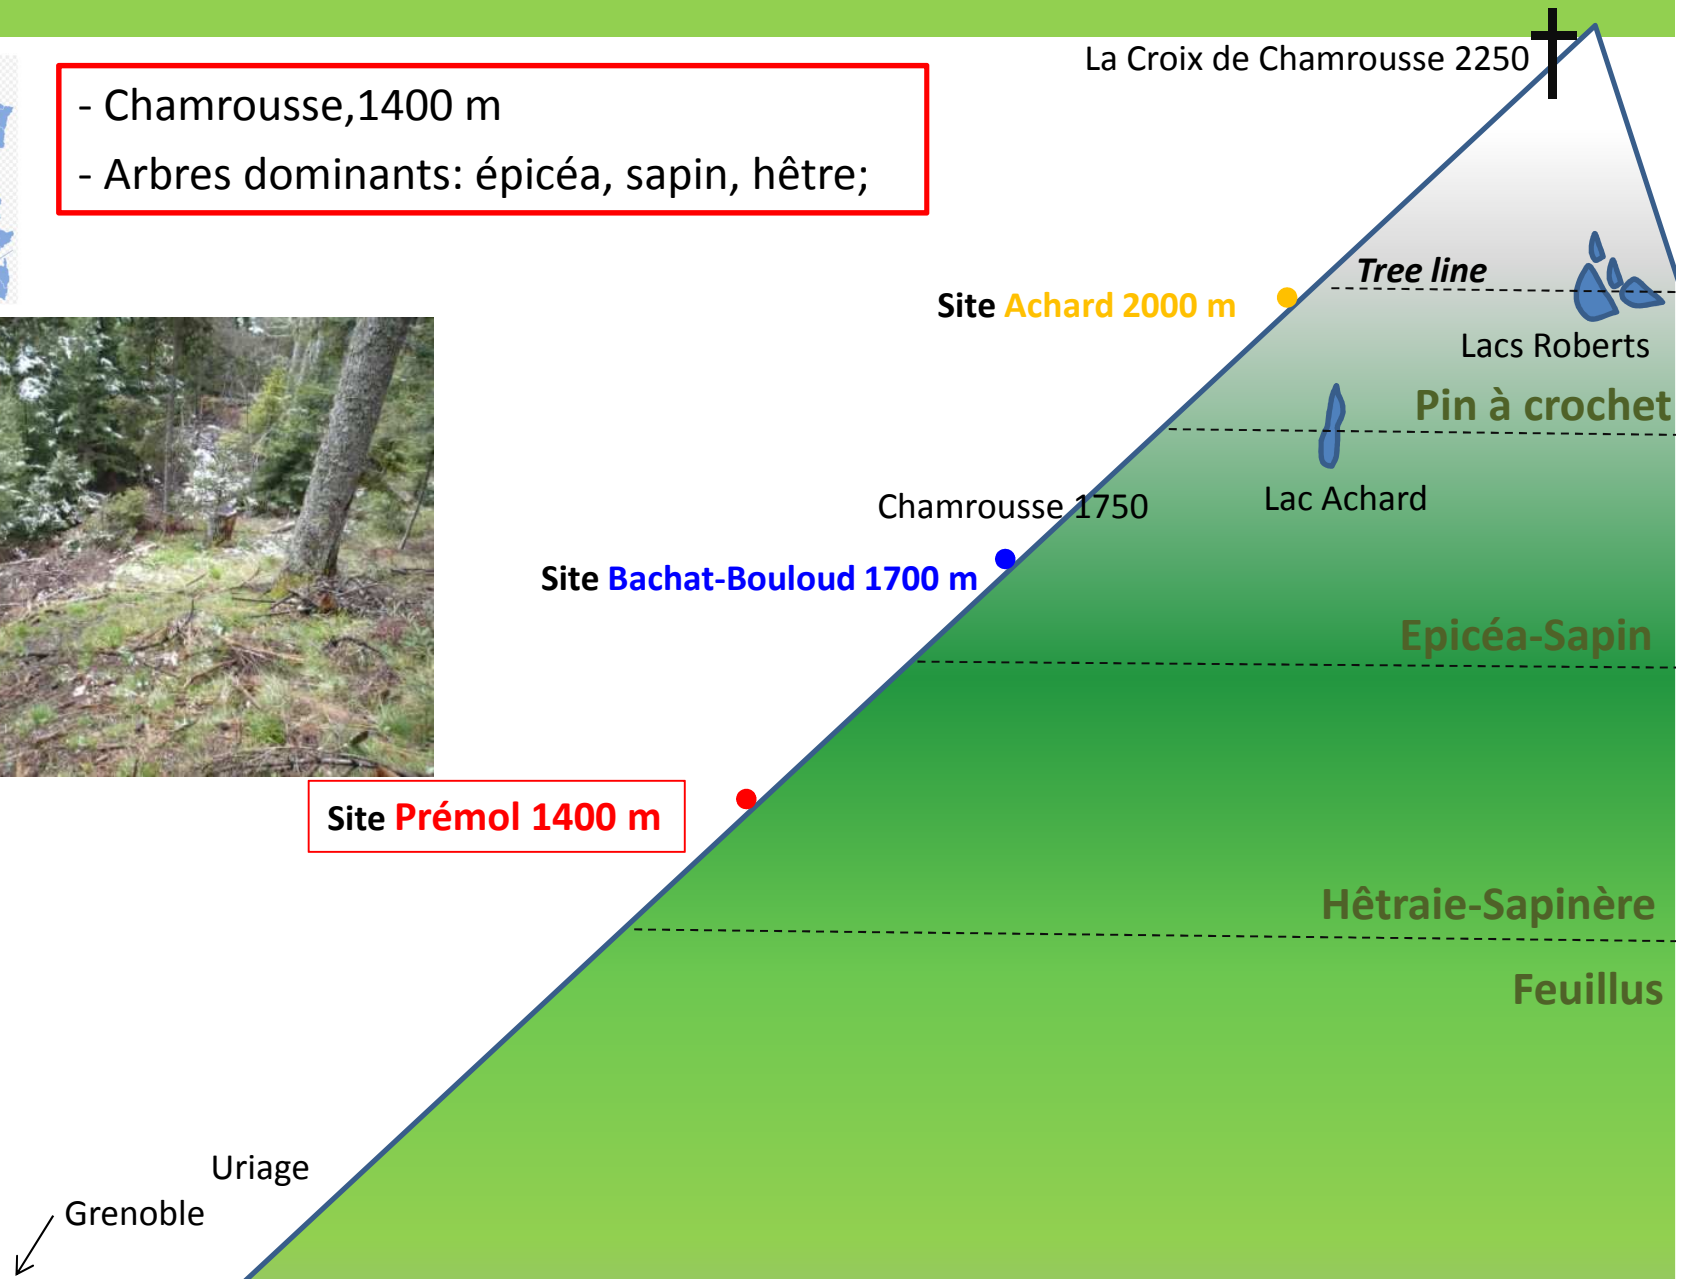 La Croix de Chamrousse 2250
- Chamrousse,1400 m
- Arbres dominants: épicéa, sapin, hêtre;
Tree line
Site Achard 2000 m
Lacs Roberts
Pin à crochet
Chamrousse 1750
Lac Achard
Site Bachat-Bouloud 1700 m
Epicéa-Sapin
Site Prémol 1400 m
Hêtraie-Sapinère
Feuillus
Uriage
Grenoble